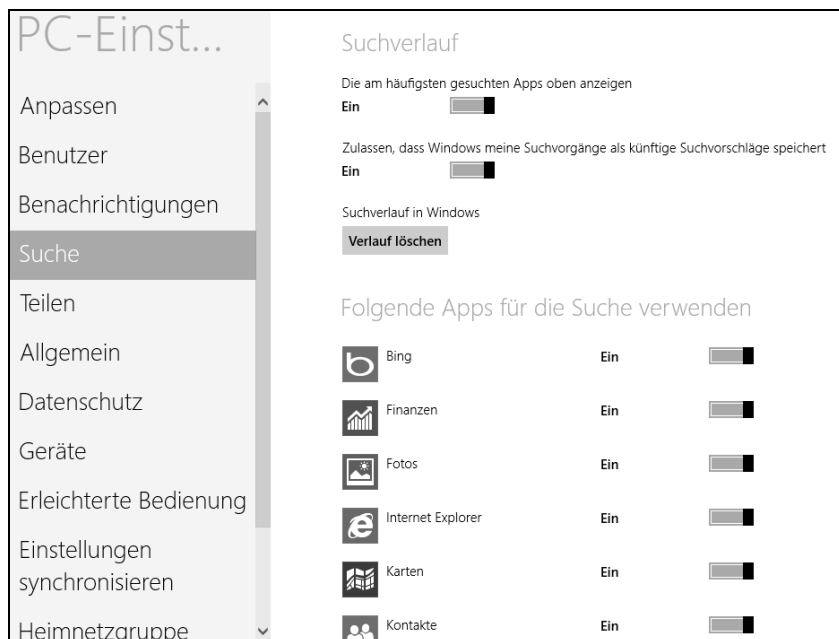 PC-Einst...
Anpassen
Benutzer
Benachrichtigungen
Suche
Teilen
Allgemein
Datenschutz
Geräte
Erleichterte Bedienung
Einstellungen
synchronisieren
Heimnetzgruppe
Suchverlauf
Die am häufigsten gesuchten Apps oben anzeigen
Ein
Zulassen, dass Windows meine Suchvorgänge als künftige Suchvorschläge speichert
Ein
Suchverlauf in Windows
Verlauf löschen
Folgende Apps für die Suche verwenden
Bing Ein
Finanzen Ein
Fotos Ein
Internet Explorer Ein
Karten Ein
Kontakte Ein